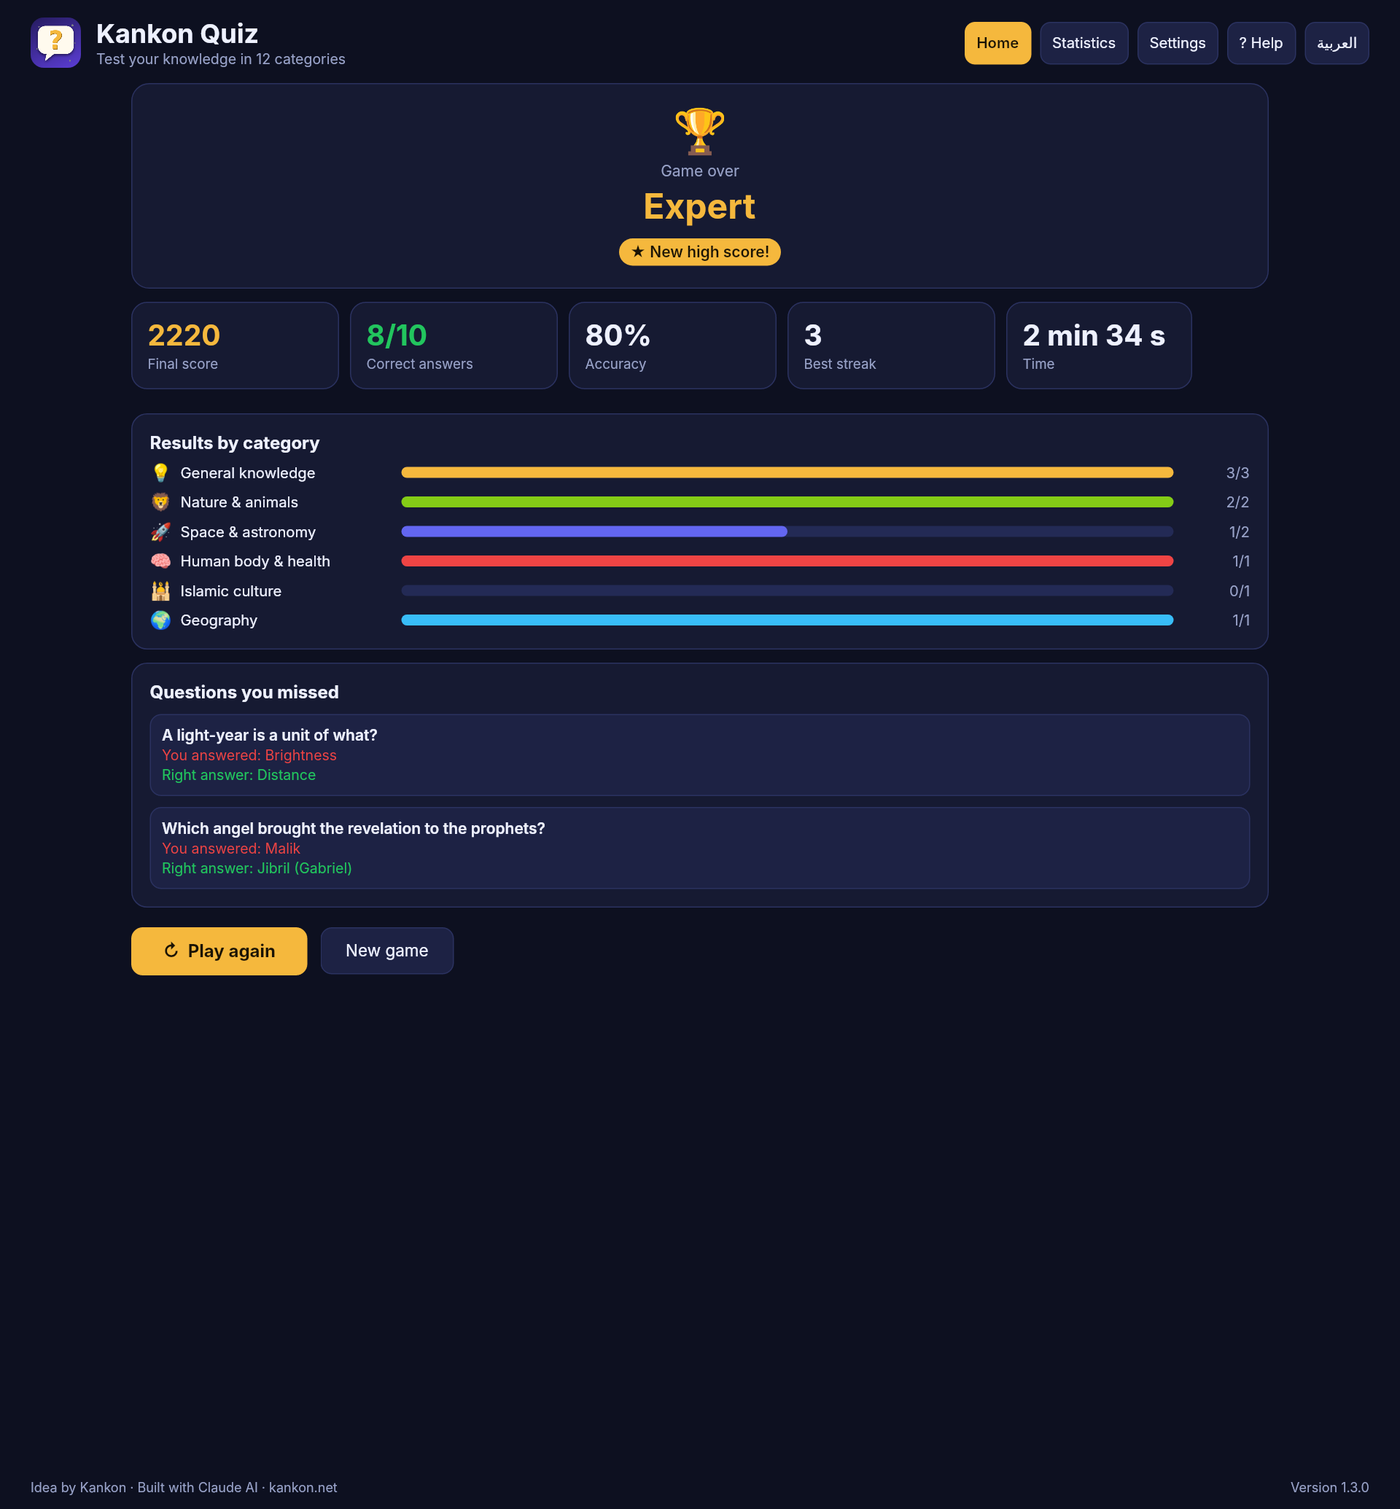 Kankon Quiz
Test your knowledge in 12 categories
Home
Statistics
Settings
? Help
العربية
Game over
Expert
★ New high score!
2220
Final score
8/10
Correct answers
80%
Accuracy
3
Best streak
2 min 34 s
Time
Results by category
General knowledge 3/3
Nature & animals 2/2
Space & astronomy 1/2
Human body & health 1/1
Islamic culture 0/1
Geography 1/1
Questions you missed
A light-year is a unit of what?
You answered: Brightness
Right answer: Distance
Which angel brought the revelation to the prophets?
You answered: Malik
Right answer: Jibril (Gabriel)
↻ Play again
New game
Idea by Kankon · Built with Claude AI · kankon.net
Version 1.3.0